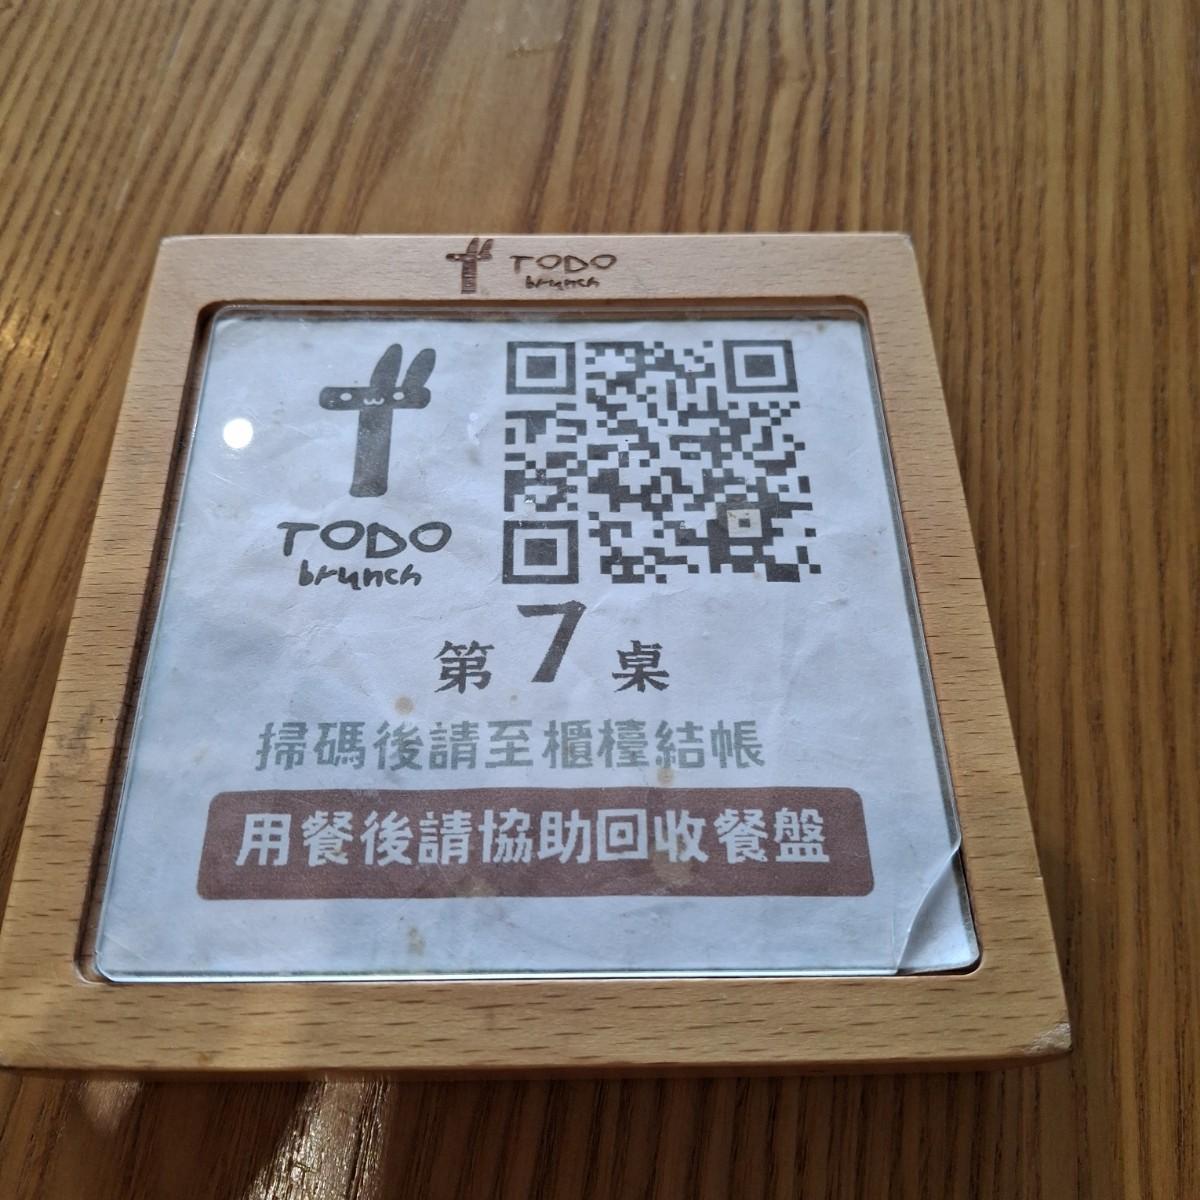 TODO
brunch
TODO
brunch
第 7 桌
掃碼後請至櫃檯結帳
用餐後請協助回收餐盤